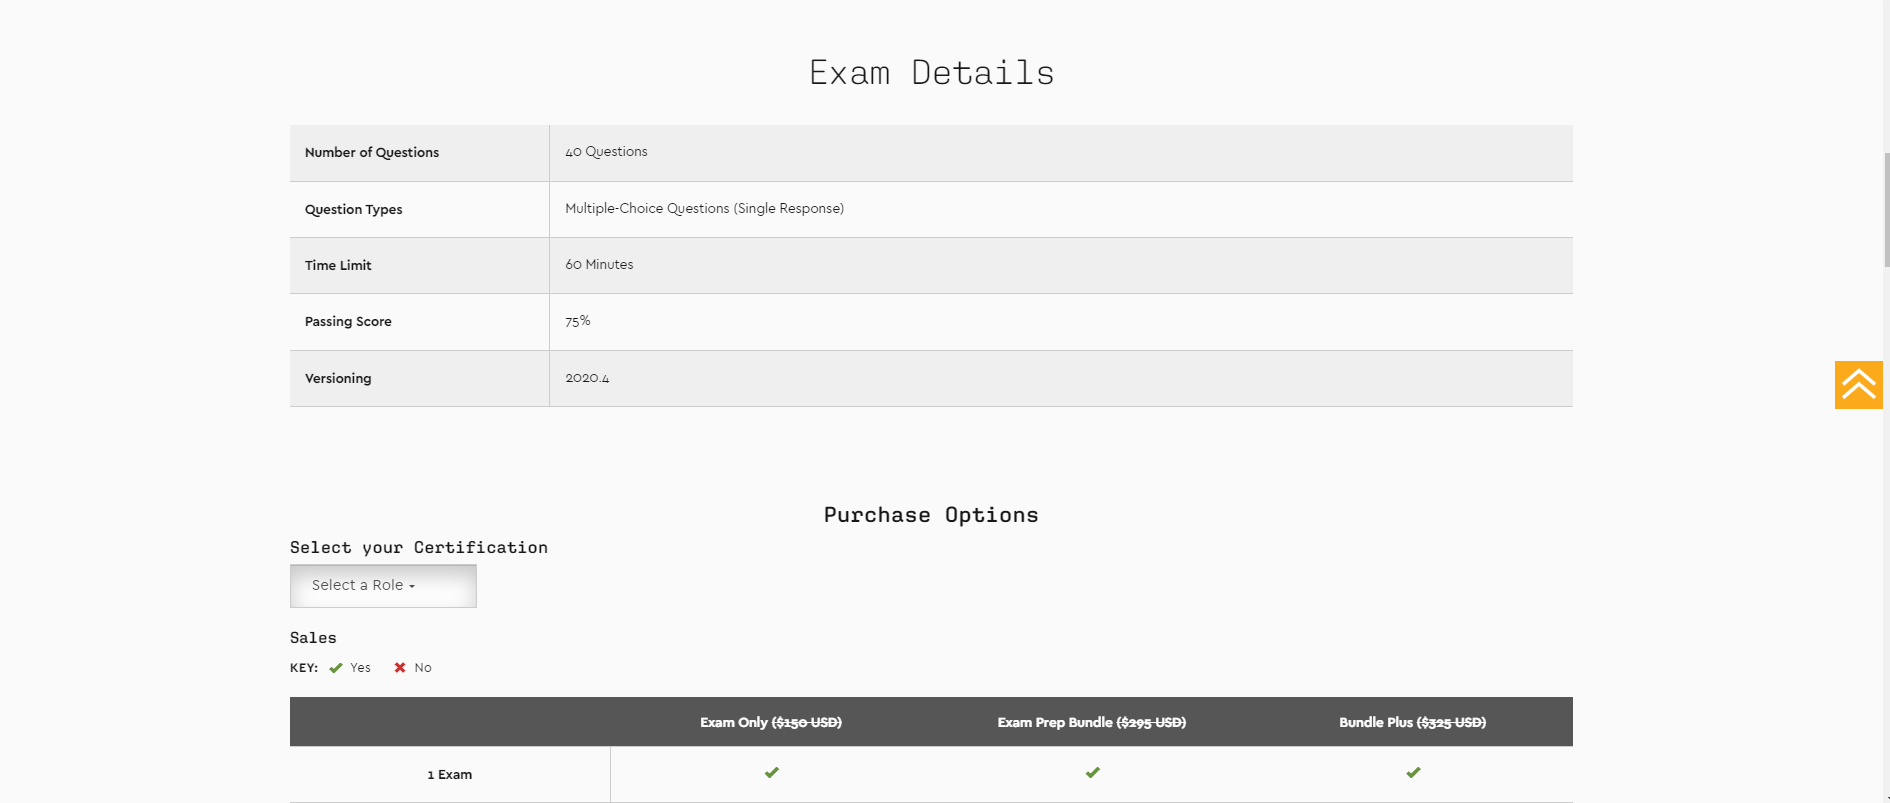 Exam Details
Number of Questions 40 Questions
Question Types Multiple-Choice Questions (Single Response)
Time Limit 60 Minutes
Passing Score 75%
Versioning 2020.4
Purchase Options
Select your Certification
Select a Role
Sales
KEY: Yes No
Exam Only ($150 USD) Exam Prep Bundle ($295 USD) Bundle Plus ($325 USD)
1 Exam